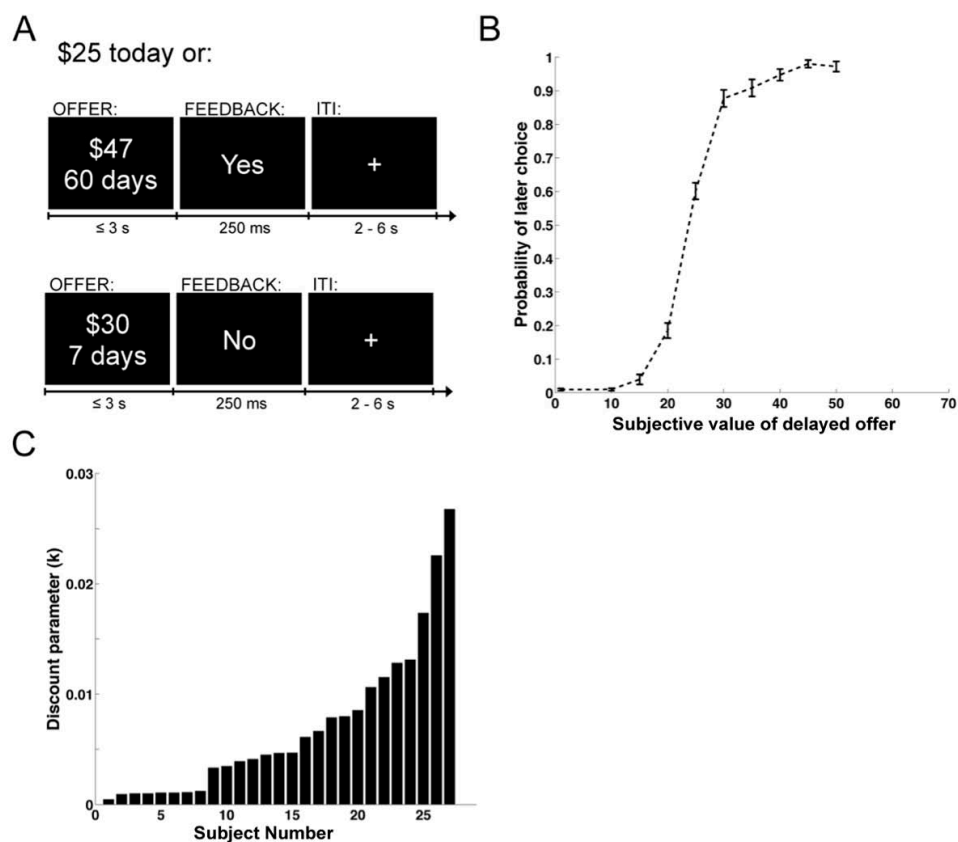 A
$25 today or:
OFFER: FEEDBACK: ITI:
$47
60 days
Yes
+
≤ 3 s 250 ms 2 - 6 s
OFFER: FEEDBACK: ITI:
$30
7 days
No
+
≤ 3 s 250 ms 2 - 6 s
B
Probability of later choice
1
0.9
0.8
0.7
0.6
0.5
0.4
0.3
0.2
0.1
0
0 10 20 30 40 50 60 70
Subjective value of delayed offer
C
Discount parameter (k)
0.03
0.02
0.01
0
0 5 10 15 20 25
Subject Number